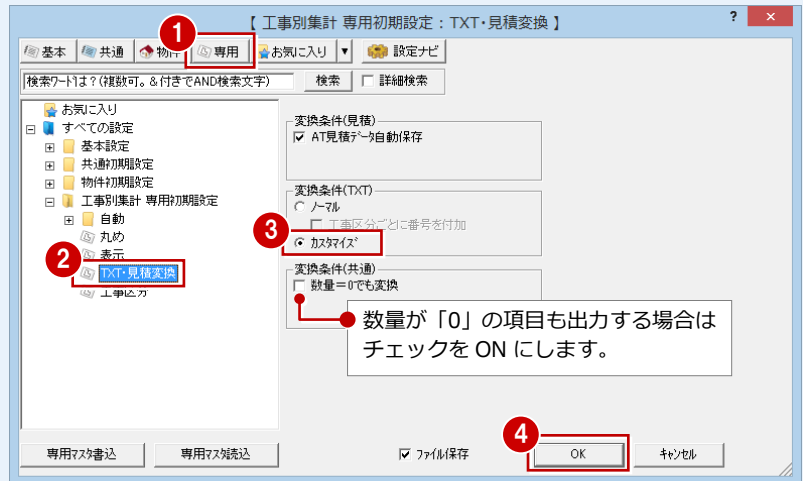 【 工事別集計 専用初期設定：TXT・見積変換 】
? ×
1
基本 共通 物件 専用 お気に入り ▼ 設定ナビ
検索ワードは？(複数可。&付きでAND検索文字) 検索 詳細検索
お気に入り
すべての設定
基本設定
共通初期設定
物件初期設定
工事別集計 専用初期設定
自動
丸め
表示
2
TXT・見積変換
工事区分
変換条件(見積)
AT見積データ自動保存
変換条件(TXT)
ノーマル
工事区分ごとに番号を付加
3
カスタマイズ
変換条件(共通)
数量＝0でも変換
数量が「0」の項目も出力する場合は
チェックを ON にします。
4
専用マスタ書込 専用マスタ読込 ファイル保存 OK キャンセル